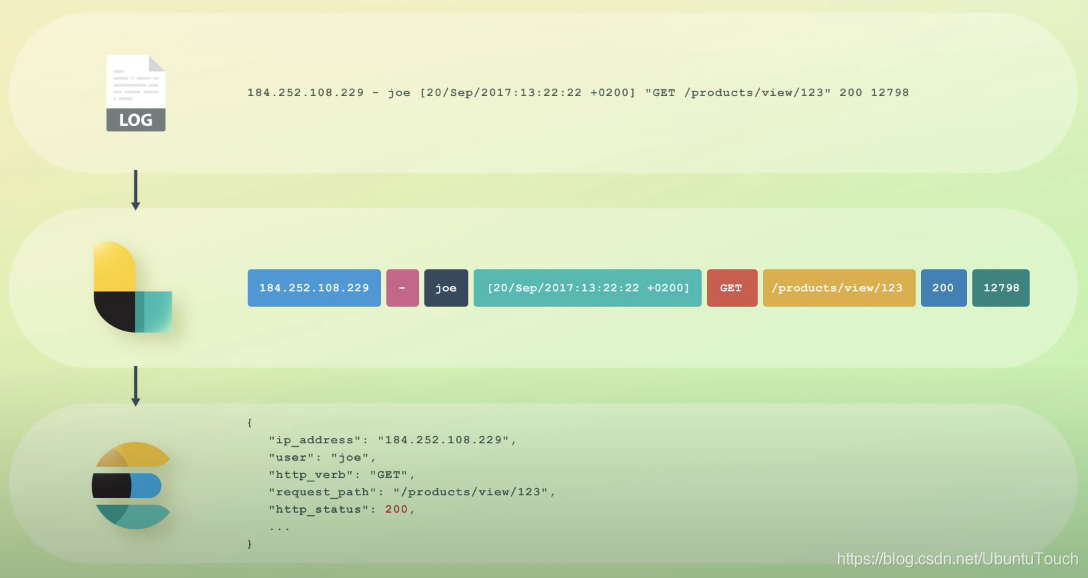 LOG
184.252.108.229 - joe [20/Sep/2017:13:22:22 +0200] "GET /products/view/123" 200 12798
184.252.108.229 - joe [20/Sep/2017:13:22:22 +0200] GET /products/view/123 200 12798
{
"ip_address": "184.252.108.229",
"user": "joe",
"http_verb": "GET",
"request_path": "/products/view/123",
"http_status": 200,
...
}
https://blog.csdn.net/UbuntuTouch